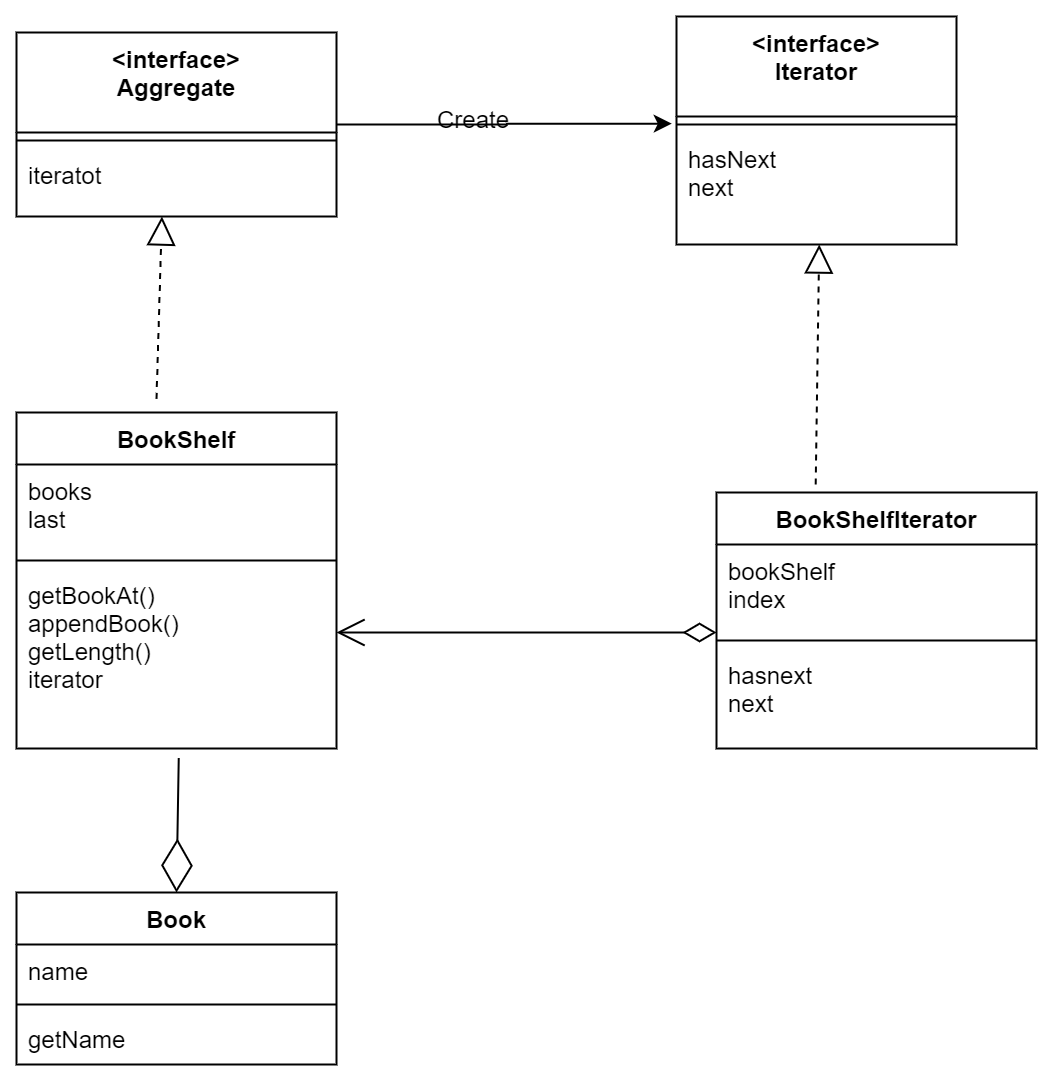 <interface>
Aggregate
iteratot
Create
<interface>
Iterator
hasNext
next
BookShelf
books
last
getBookAt()
appendBook()
getLength()
iterator
BookShelfIterator
bookShelf
index
hasnext
next
Book
name
getName